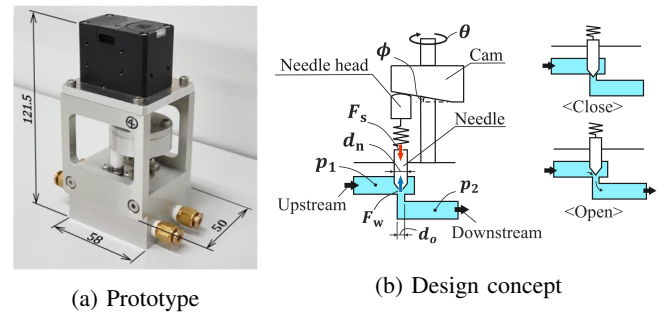 121.5
58
50
(a) Prototype
θ
ϕ
Cam
Needle head
F_s
Needle
d_n
p_1
p_2
Upstream
F_w
Downstream
d_o
<Close>
<Open>
(b) Design concept